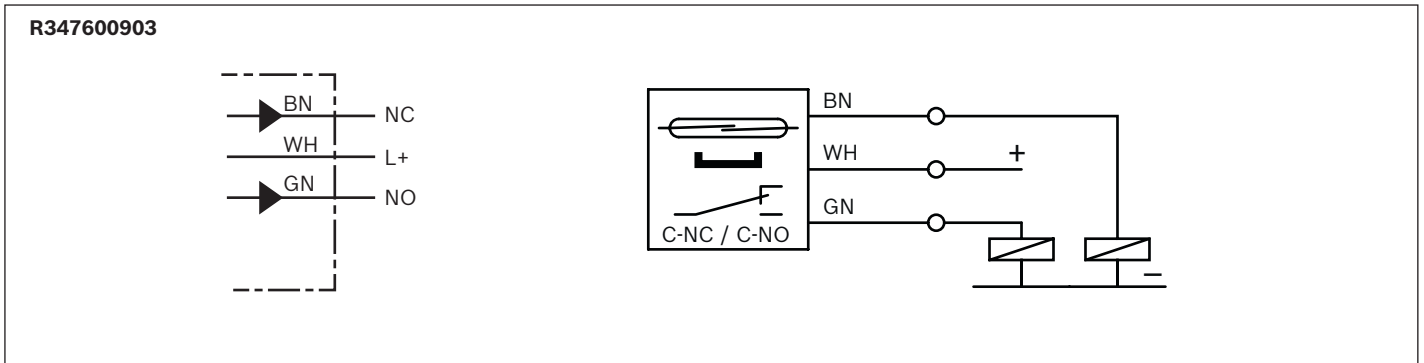 R347600903
BN NC
WH L+
GN NO
BN
WH +
GN
C-NC / C-NO
–